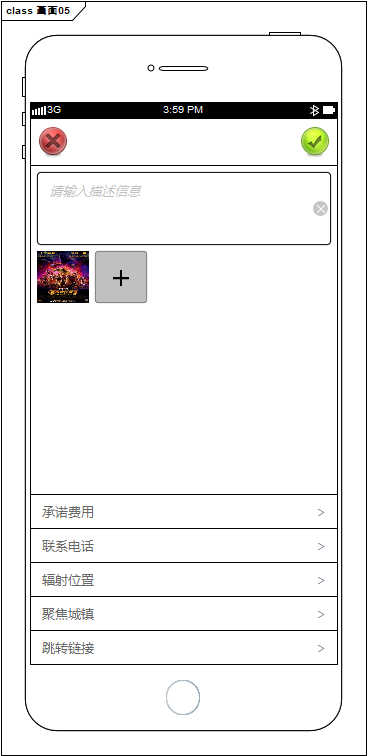 class 画面05
3G
3:59 PM
请输入描述信息
承诺费用 >
联系电话 >
辐射位置 >
聚焦城镇 >
跳转链接 >